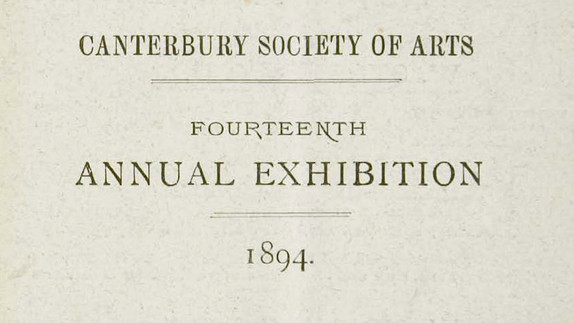 CANTERBURY SOCIETY OF ARTS
FOURTEENTH
ANNUAL EXHIBITION
1894.